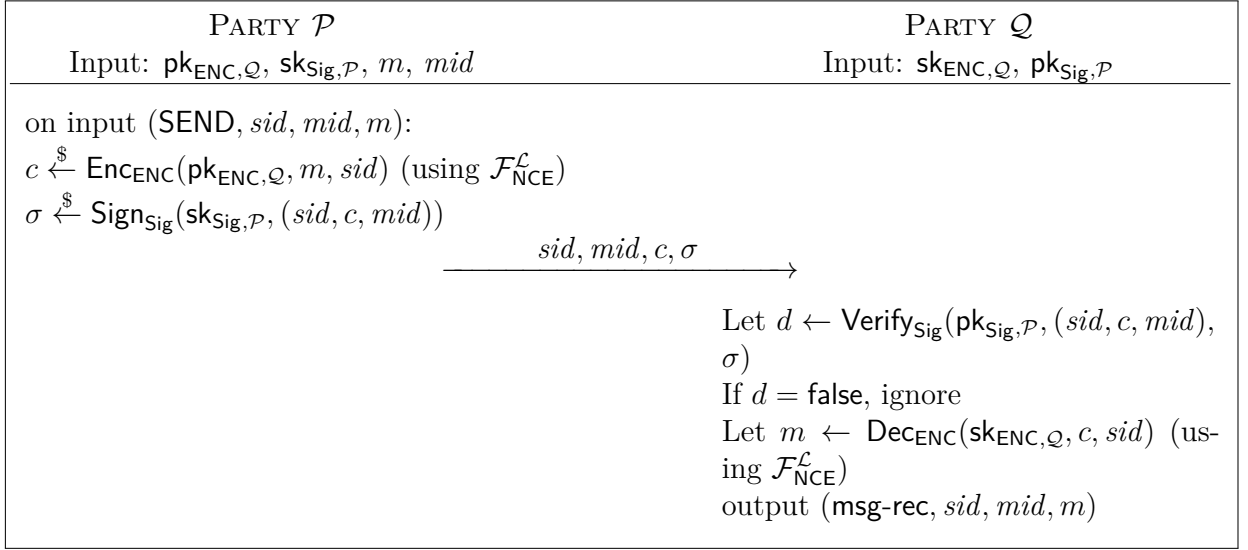 PARTY 𝒫
Input: pk_{ENC,𝒬}, sk_{Sig,𝒫}, m, mid
PARTY 𝒬
Input: sk_{ENC,𝒬}, pk_{Sig,𝒫}
on input (SEND, sid, mid, m):
c ←$ Enc_{ENC}(pk_{ENC,𝒬}, m, sid) (using ℱ^ℒ_{NCE})
σ ←$ Sign_{Sig}(sk_{Sig,𝒫}, (sid, c, mid))
sid, mid, c, σ
Let d ← Verify_{Sig}(pk_{Sig,𝒫}, (sid, c, mid),
σ)
If d = false, ignore
Let m ← Dec_{ENC}(sk_{ENC,𝒬}, c, sid) (us-
ing ℱ^ℒ_{NCE})
output (msg-rec, sid, mid, m)